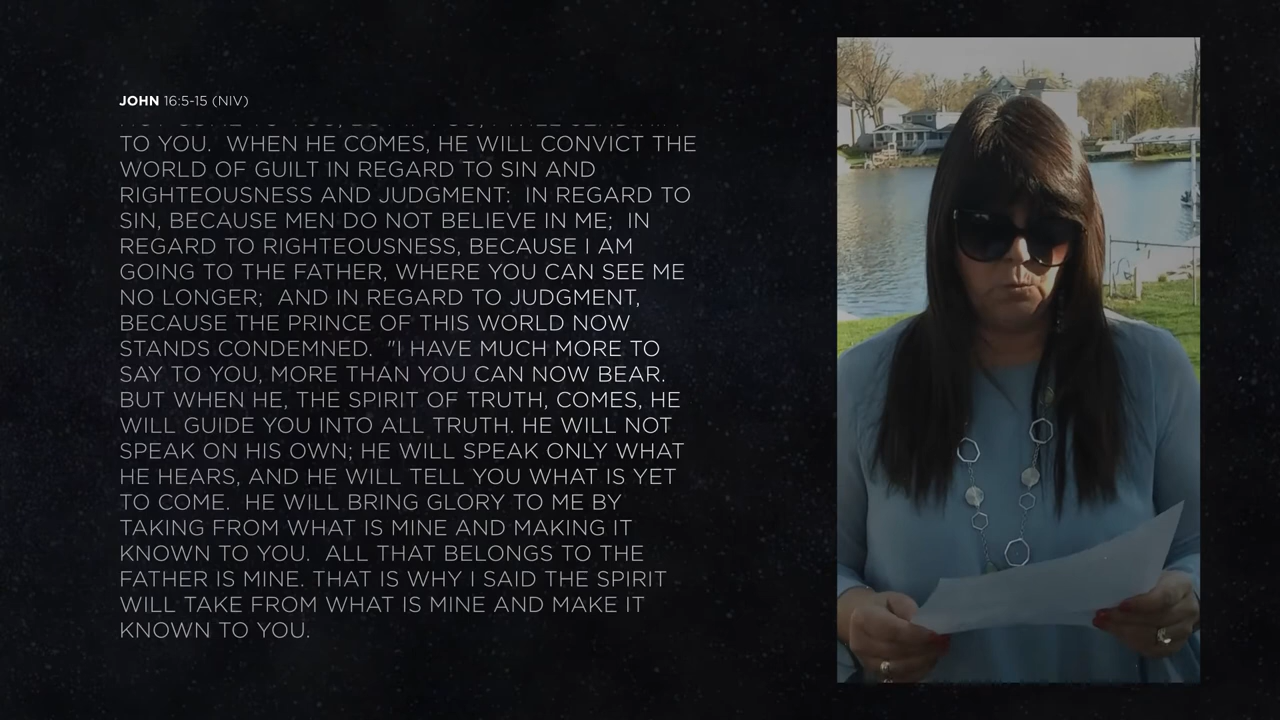 JOHN 16:5-15 (NIV)
TO YOU. WHEN HE COMES, HE WILL CONVICT THE
WORLD OF GUILT IN REGARD TO SIN AND
RIGHTEOUSNESS AND JUDGMENT: IN REGARD TO
SIN, BECAUSE MEN DO NOT BELIEVE IN ME; IN
REGARD TO RIGHTEOUSNESS, BECAUSE I AM
GOING TO THE FATHER, WHERE YOU CAN SEE ME
NO LONGER; AND IN REGARD TO JUDGMENT,
BECAUSE THE PRINCE OF THIS WORLD NOW
STANDS CONDEMNED. "I HAVE MUCH MORE TO
SAY TO YOU, MORE THAN YOU CAN NOW BEAR.
BUT WHEN HE, THE SPIRIT OF TRUTH, COMES, HE
WILL GUIDE YOU INTO ALL TRUTH. HE WILL NOT
SPEAK ON HIS OWN; HE WILL SPEAK ONLY WHAT
HE HEARS, AND HE WILL TELL YOU WHAT IS YET
TO COME. HE WILL BRING GLORY TO ME BY
TAKING FROM WHAT IS MINE AND MAKING IT
KNOWN TO YOU. ALL THAT BELONGS TO THE
FATHER IS MINE. THAT IS WHY I SAID THE SPIRIT
WILL TAKE FROM WHAT IS MINE AND MAKE IT
KNOWN TO YOU.